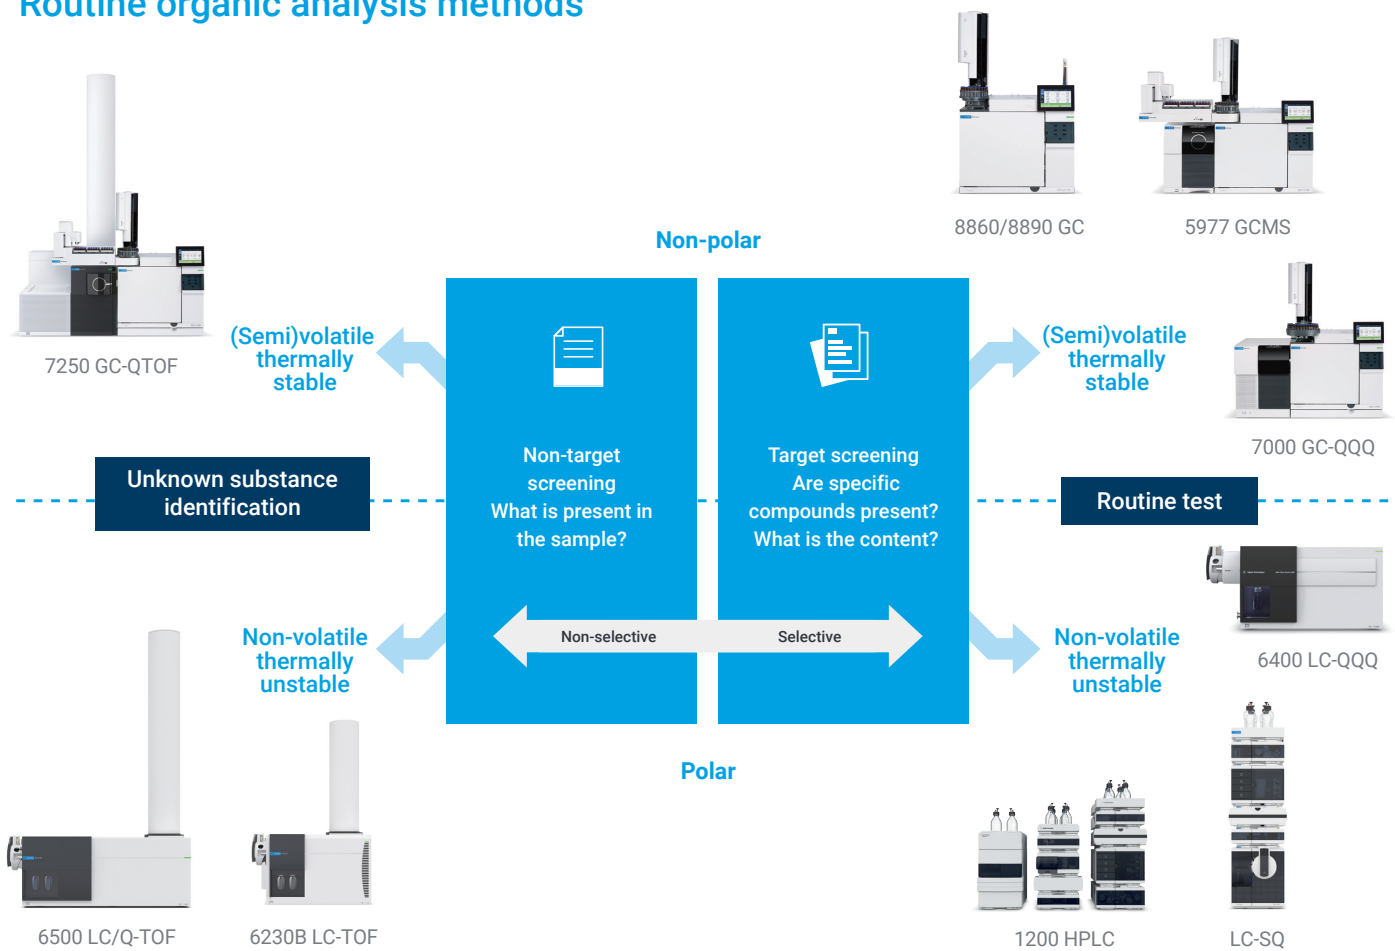 Routine organic analysis methods
8860/8890 GC
5977 GCMS
Non-polar
7250 GC-QTOF
(Semi)volatile
thermally
stable
(Semi)volatile
thermally
stable
7000 GC-QQQ
Non-target
screening
What is present in
the sample?
Target screening
Are specific
compounds present?
What is the content?
Unknown substance
identification
Routine test
Non-selective
Selective
Non-volatile
thermally
unstable
Non-volatile
thermally
unstable
6400 LC-QQQ
Polar
6500 LC/Q-TOF
6230B LC-TOF
1200 HPLC
LC-SQ